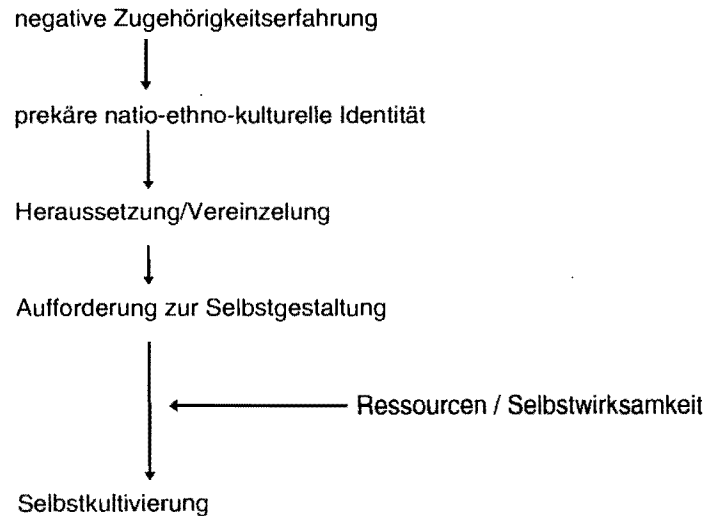 negative Zugehörigkeitserfahrung
prekäre natio-ethno-kulturelle Identität
Heraussetzung/Vereinzelung
Aufforderung zur Selbstgestaltung
Ressourcen / Selbstwirksamkeit
Selbstkultivierung